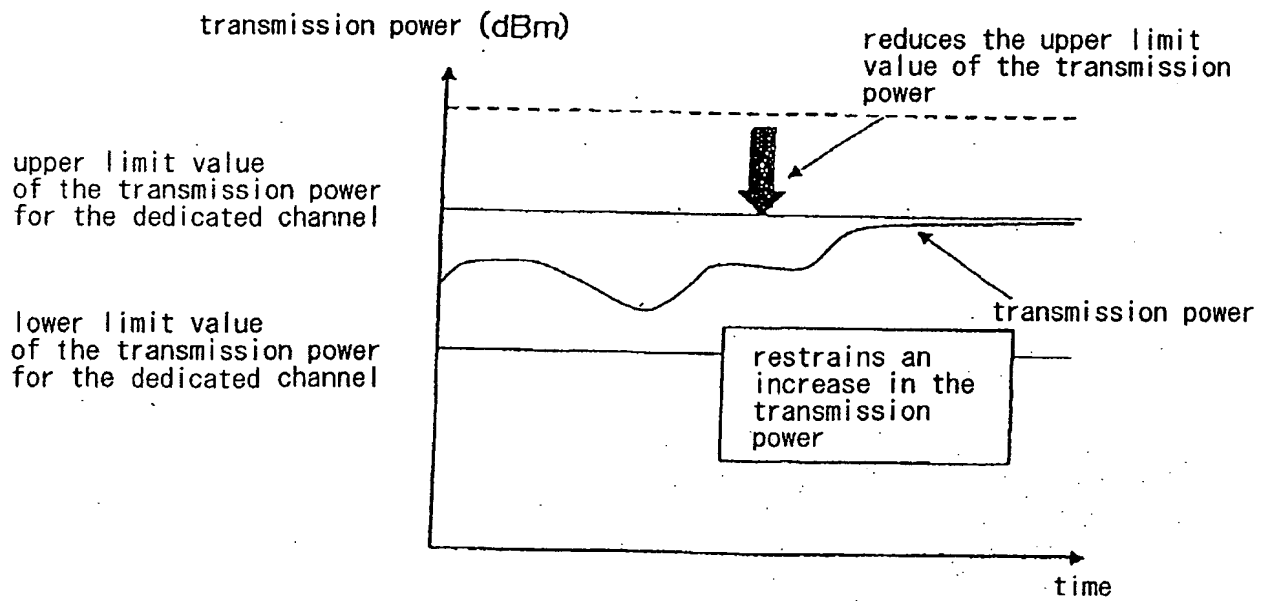 transmission power (dBm)
reduces the upper limit
value of the transmission
power
upper limit value
of the transmission power
for the dedicated channel
transmission power
lower limit value
of the transmission power
for the dedicated channel
restrains an
increase in the
transmission
power
time